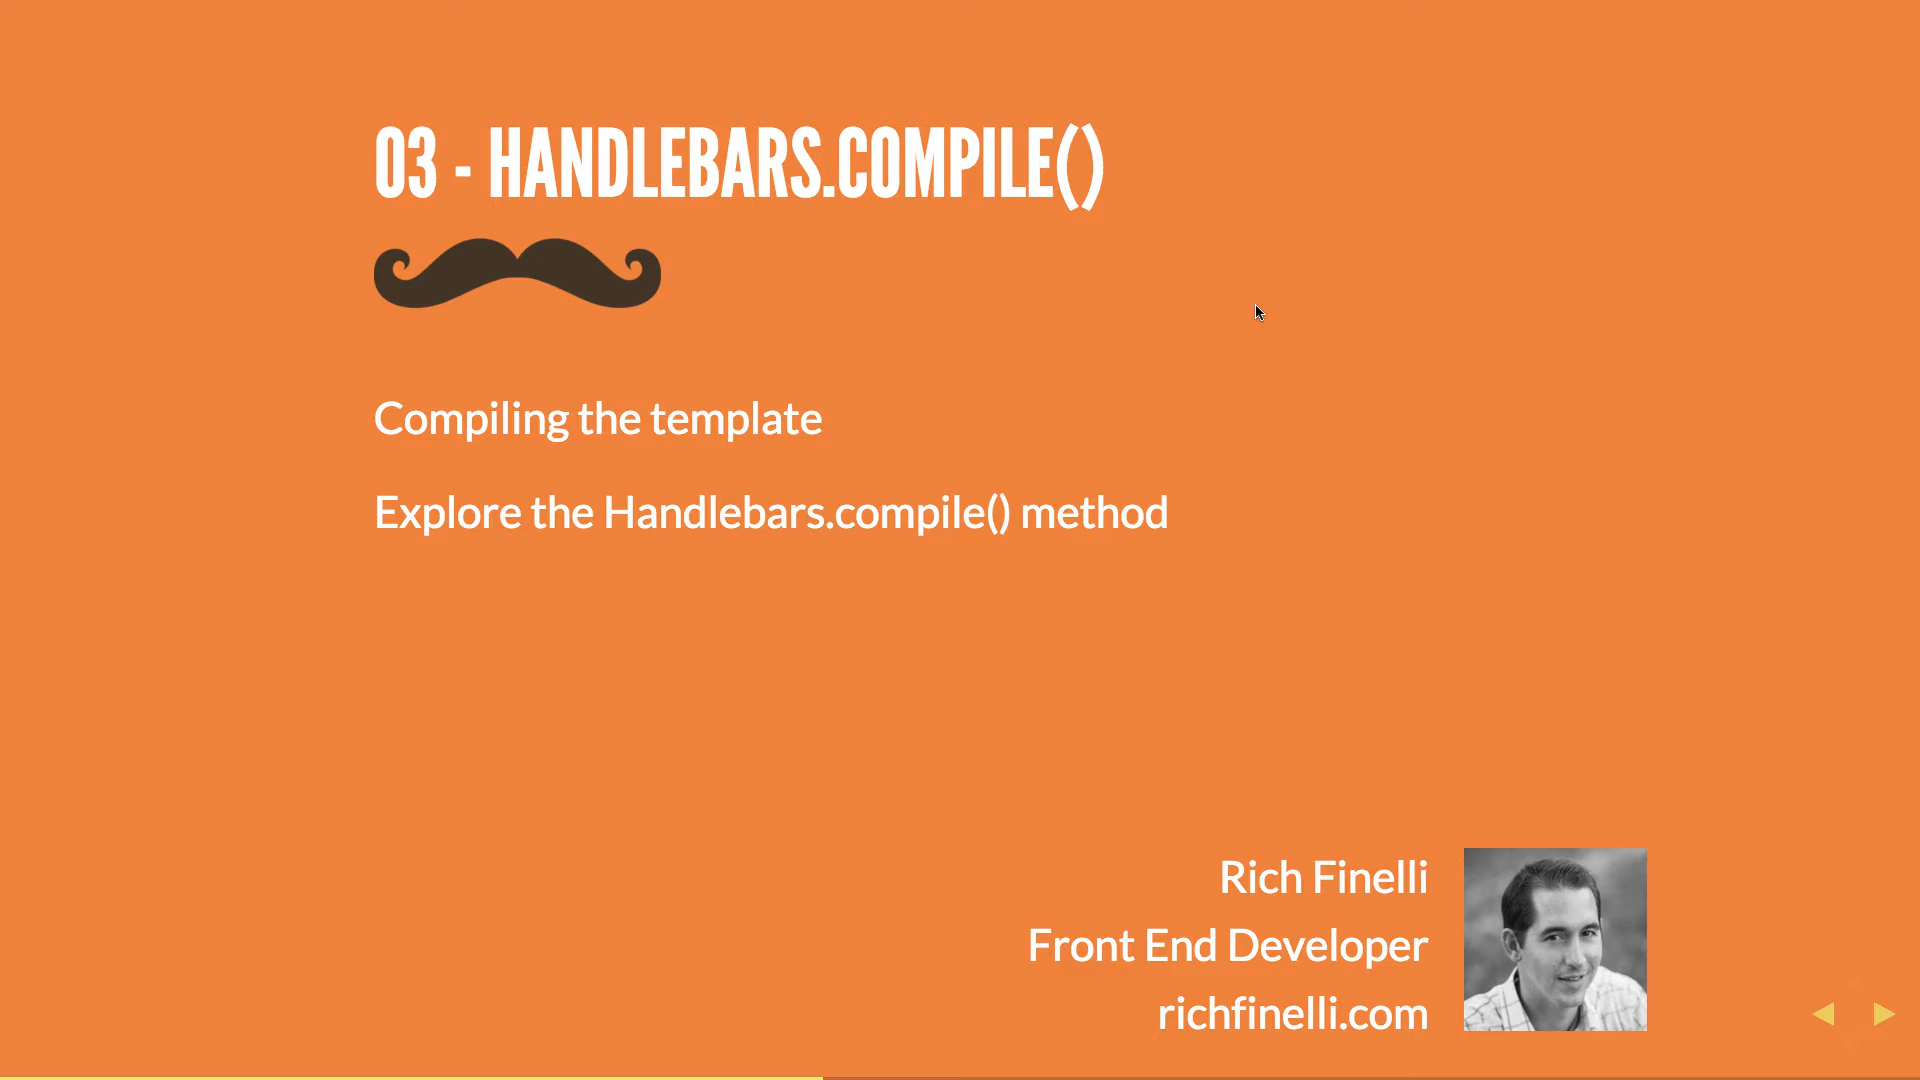 03 - HANDLEBARS.COMPILE()
Compiling the template
Explore the Handlebars.compile() method
Rich Finelli
Front End Developer
richfinelli.com